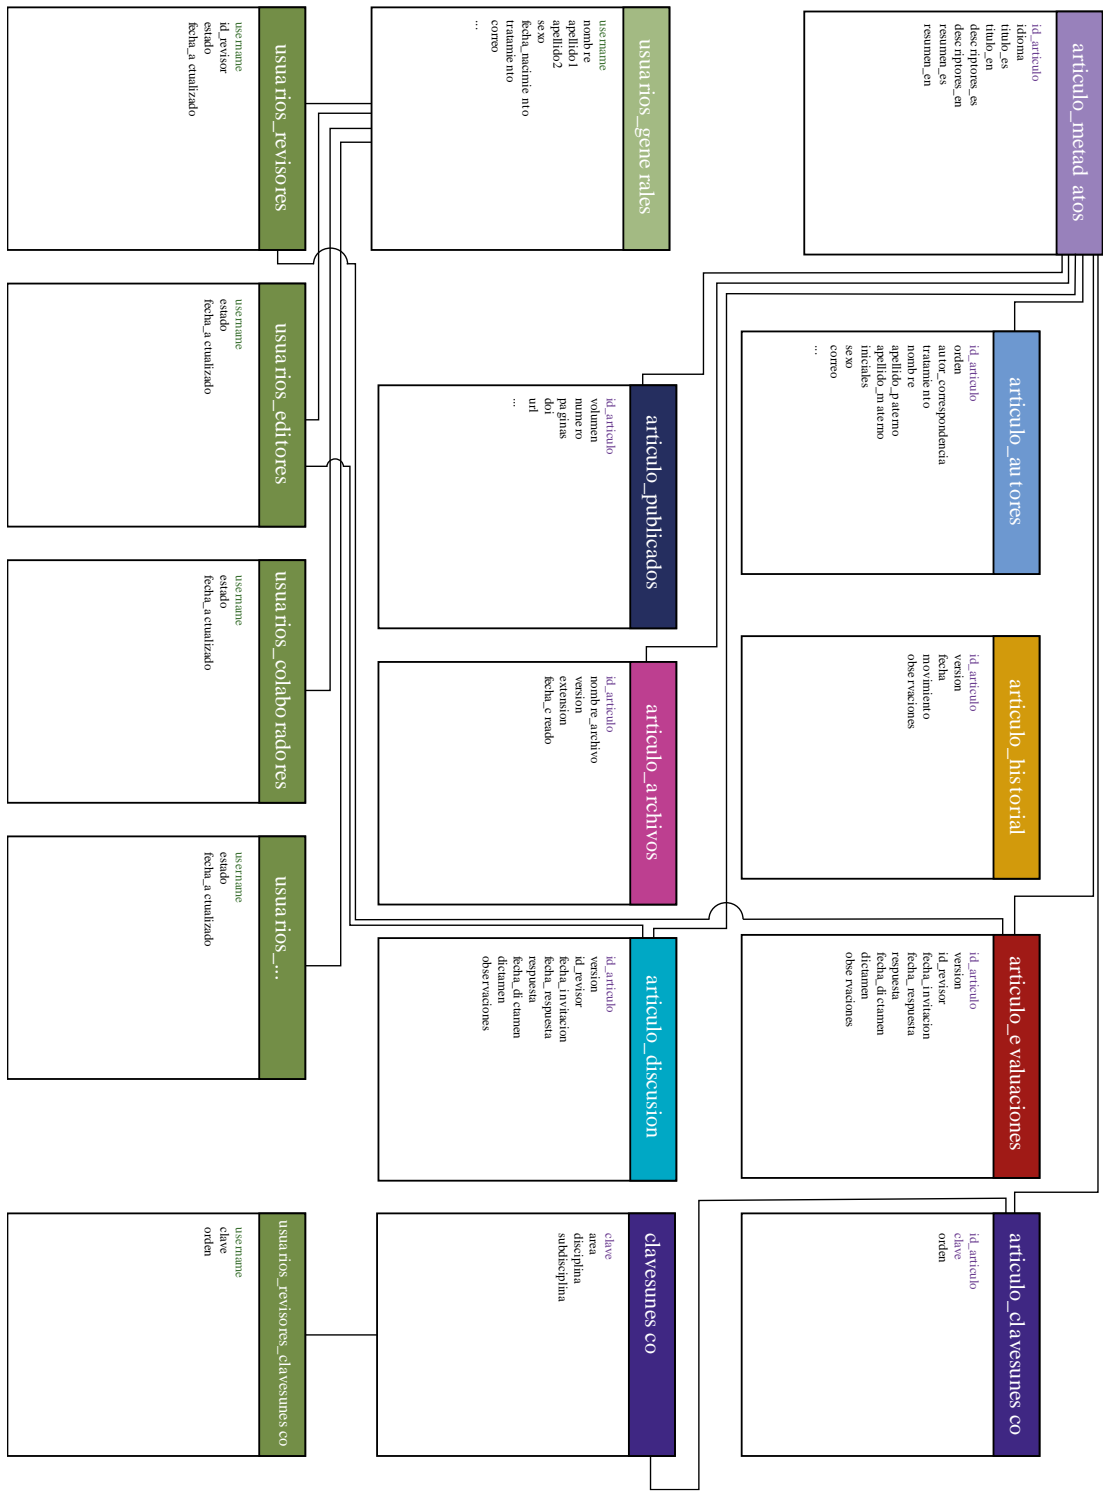 articulo_metadatos
id_articulo
idioma
titulo_es
titulo_en
descriptores_es
descriptores_en
resumen_es
resumen_en
articulo_autores
id_articulo
orden
autor_correspondencia
tratamiento
nombre
apellido_paterno
apellido_materno
iniciales
sexo
correo
...
articulo_historial
id_articulo
version
fecha
movimiento
observaciones
articulo_evaluaciones
id_articulo
version
id_revisor
fecha_invitacion
fecha_respuesta
respuesta
fecha_dictamen
dictamen
observaciones
articulo_clavesunesco
id_articulo
clave
orden
usuarios_generales
username
nombre
apellido1
apellido2
sexo
fecha_nacimiento
tratamiento
correo
...
articulo_publicados
id_articulo
volumen
numero
paginas
doi
url
...
articulo_archivos
id_articulo
nombre_archivo
version
extension
fecha_creado
articulo_discusion
id_articulo
version
id_revisor
fecha_invitacion
fecha_respuesta
respuesta
fecha_dictamen
dictamen
observaciones
clavesunesco
clave
area
disciplina
subdisciplina
usuarios_revisores
username
id_revisor
estado
fecha_actualizado
usuarios_editores
username
estado
fecha_actualizado
usuarios_colaboradores
username
estado
fecha_actualizado
usuarios_...
username
estado
fecha_actualizado
usuarios_revisores_clavesunesco
username
clave
orden